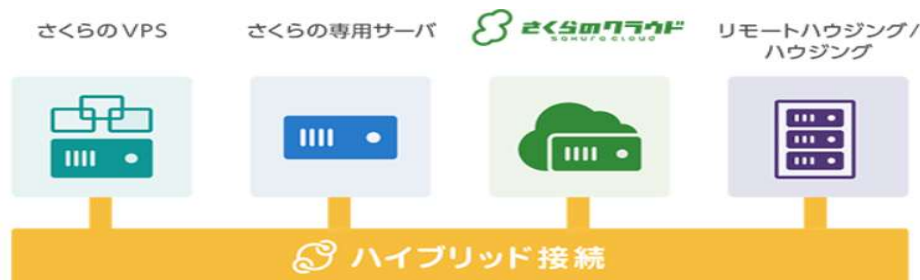 さくらのVPS
さくらの専用サーバ
さくらのクラウド
SAKURA CLOUD
リモートハウジング/
ハウジング
ハイブリッド接続